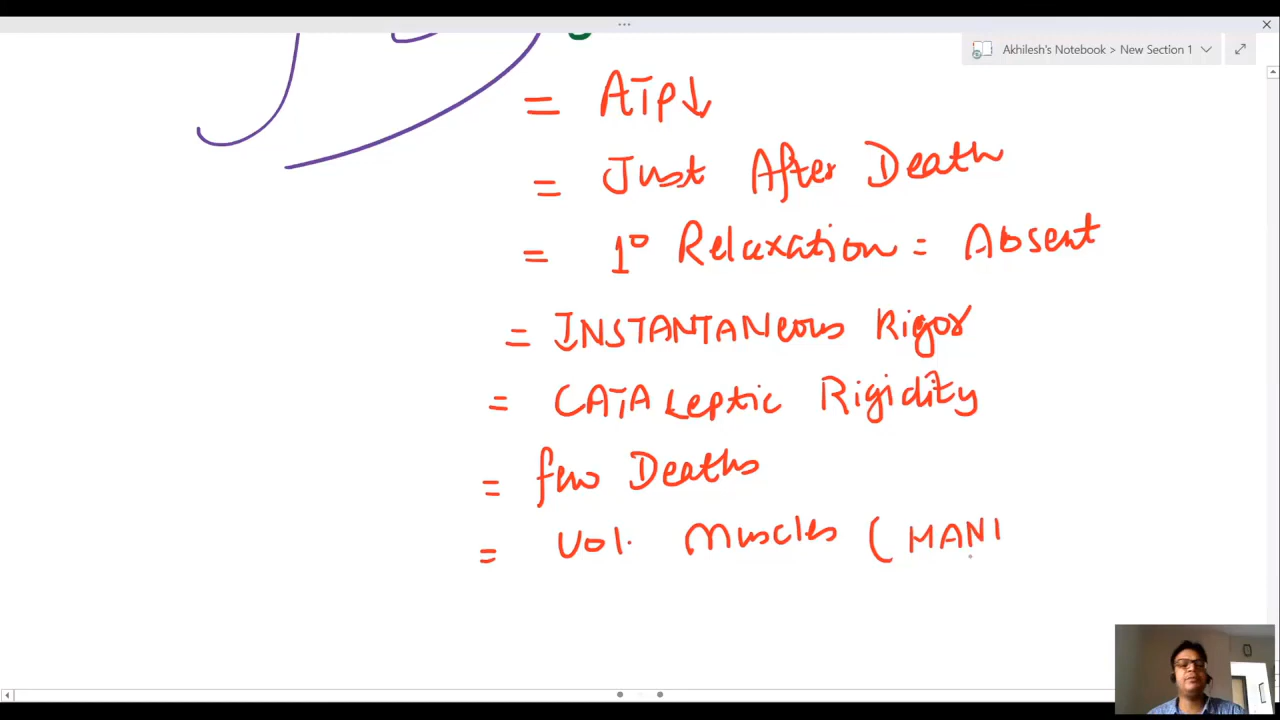 Akhilesh's Notebook > New Section 1
= ATP↓
= Just After Death
= 1° Relaxation = Absent
= INSTANTANeous Rigor
= CATALeptic Rigidity
= few Deaths
= Vol. Muscles (HAN